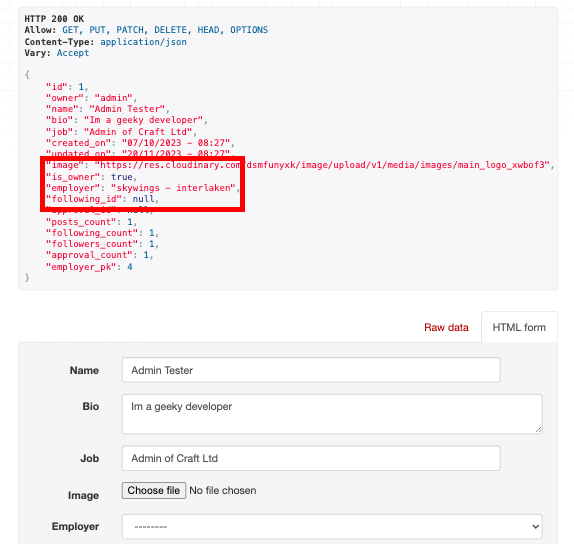 HTTP 200 OK
Allow: GET, PUT, PATCH, DELETE, HEAD, OPTIONS
Content-Type: application/json
Vary: Accept
{
"id": 1,
"owner": "admin",
"name": "Admin Tester",
"bio": "Im a geeky developer",
"job": "Admin of Craft Ltd",
"created_on": "07/10/2023 - 08:27",
"updated_on": "20/11/2023 - 08:27",
"image": "https://res.cloudinary.com/dsmfunyxk/image/upload/v1/media/images/main_logo_xwbof3",
"is_owner": true,
"employer": "skywings - interlaken",
"following_id": null,
"approval_id": null,
"posts_count": 1,
"following_count": 1,
"followers_count": 1,
"approval_count": 1,
"employer_pk": 4
}
Raw data HTML form
Name Admin Tester
Bio Im a geeky developer
Job Admin of Craft Ltd
Image Choose file No file chosen
Employer --------